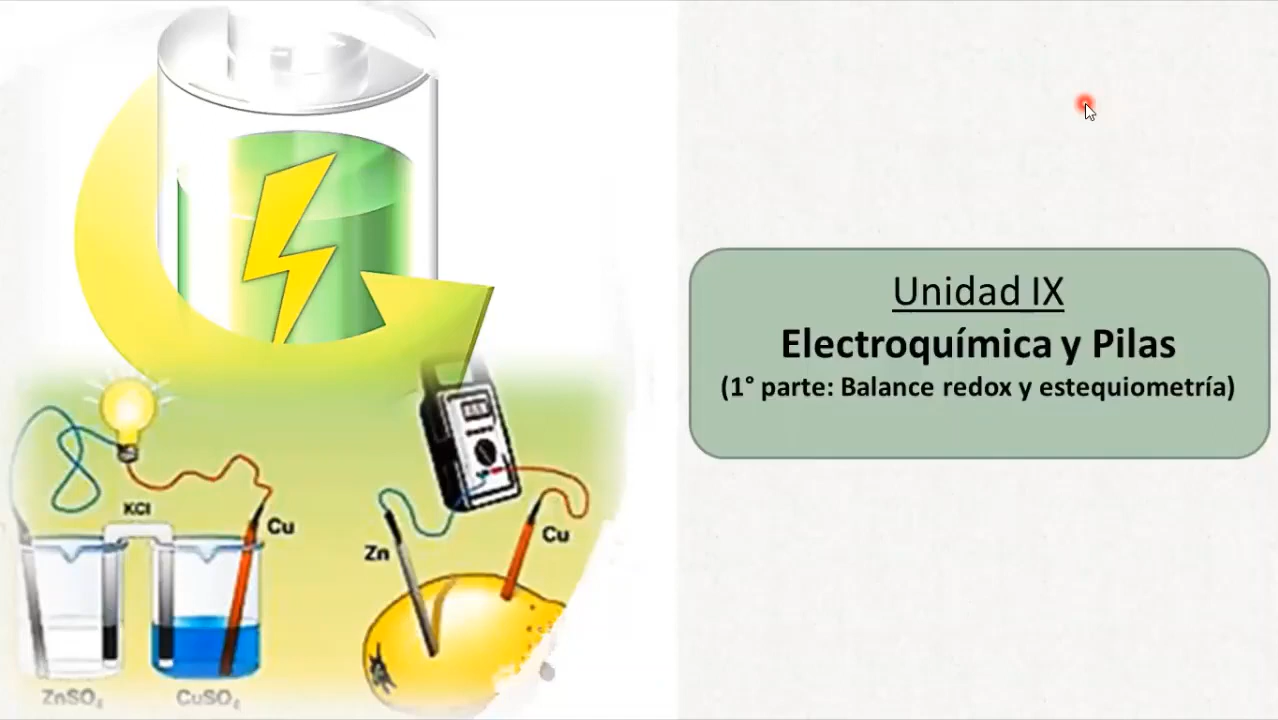 Unidad IX
Electroquímica y Pilas
(1° parte: Balance redox y estequiometría)
KCl
Cu
Zn
Cu
ZnSO₄
CuSO₄